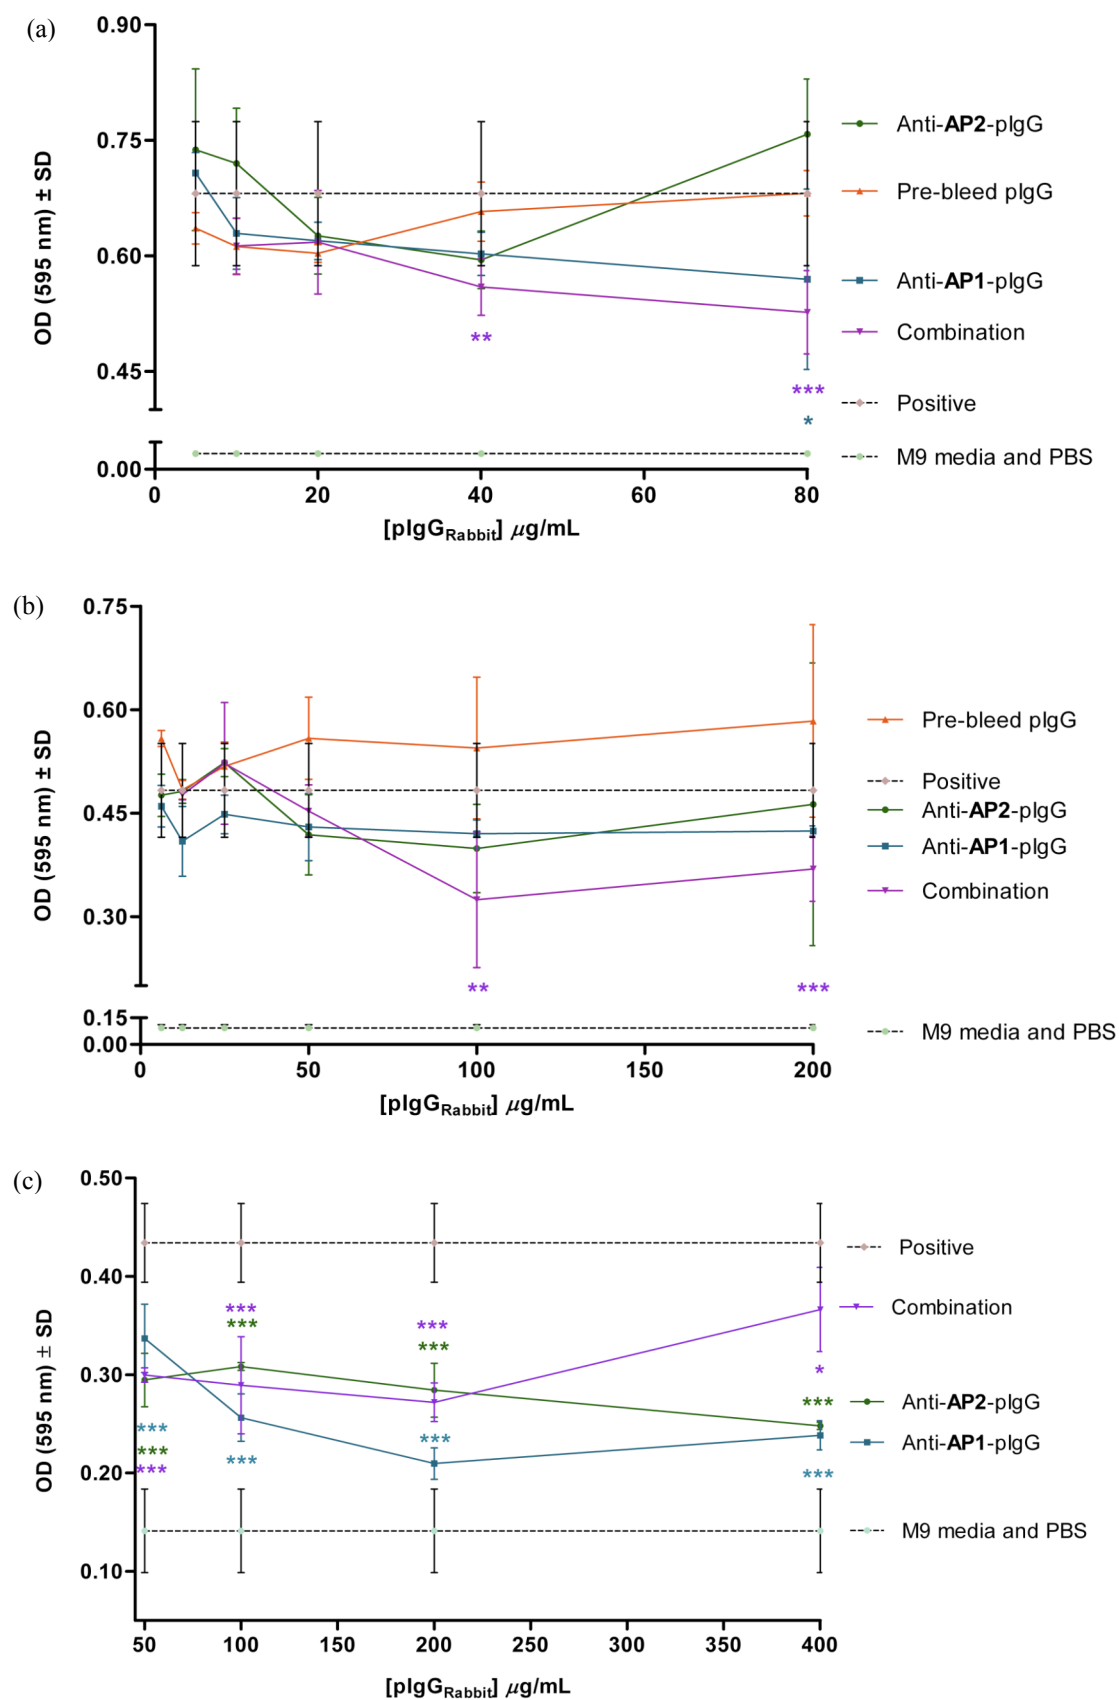 (a)
0.90
0.75
0.60
0.45
0.00
OD (595 nm) ± SD
0 20 40 60 80
[pIgGRabbit] μg/mL
** *** *
Anti-AP2-pIgG
Pre-bleed pIgG
Anti-AP1-pIgG
Combination
Positive
M9 media and PBS
(b)
0.75
0.60
0.45
0.30
0.15
0.00
OD (595 nm) ± SD
0 50 100 150 200
[pIgGRabbit] μg/mL
** ***
Pre-bleed pIgG
Positive
Anti-AP2-pIgG
Anti-AP1-pIgG
Combination
M9 media and PBS
(c)
0.50
0.40
0.30
0.20
0.10
OD (595 nm) ± SD
50 100 150 200 250 300 350 400
[pIgGRabbit] μg/mL
*** *** ***
*** *** ***
*** *** ***
* *** ***
Positive
Combination
Anti-AP2-pIgG
Anti-AP1-pIgG
M9 media and PBS